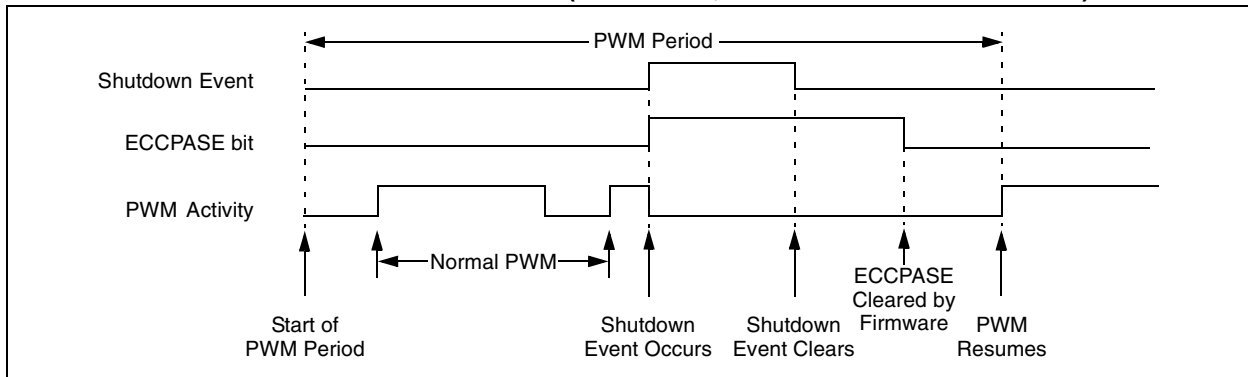 PWM Period
Shutdown Event
ECCPASE bit
PWM Activity
Normal PWM
Start of
PWM Period
Shutdown
Event Occurs
Shutdown
Event Clears
ECCPASE
Cleared by
Firmware
PWM
Resumes